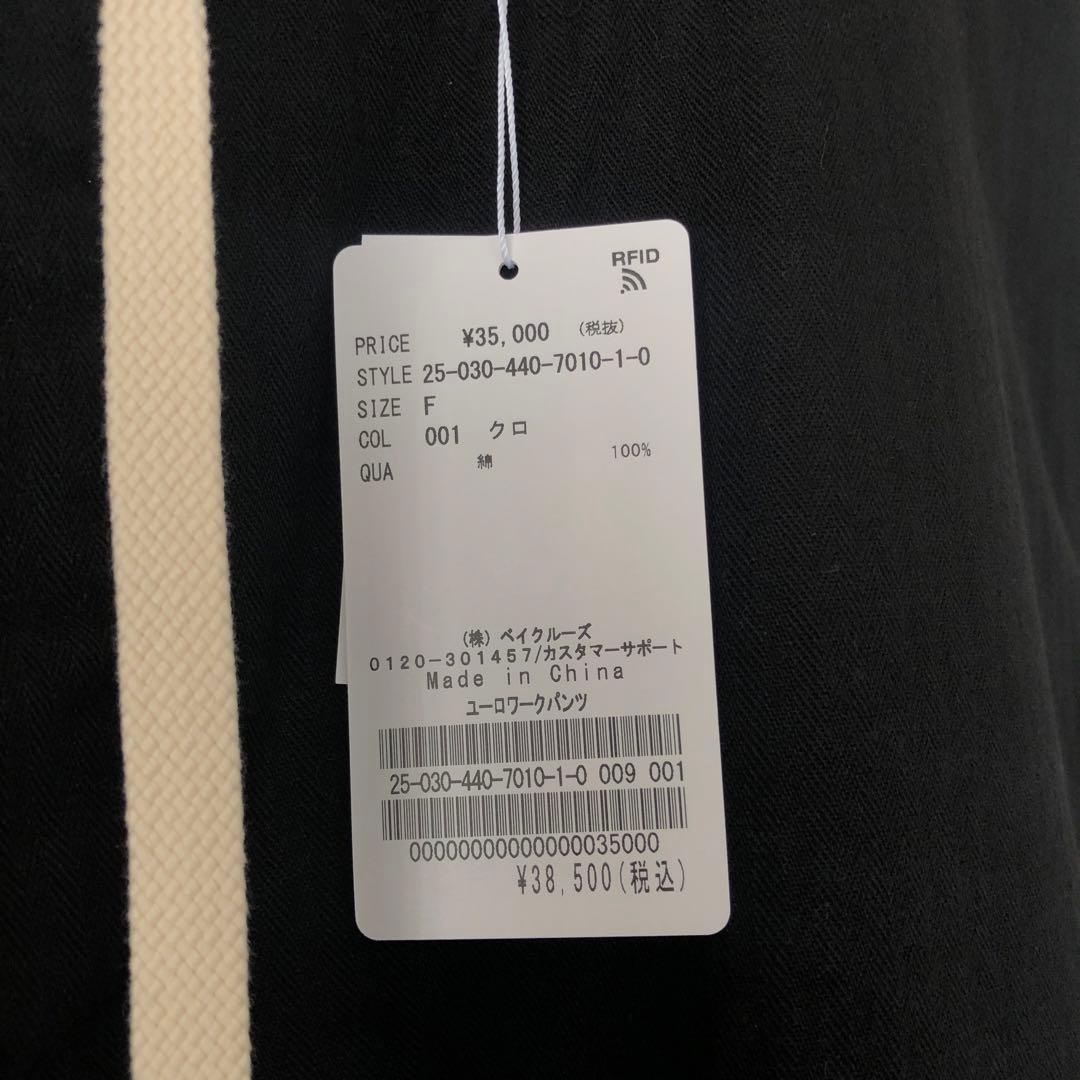 RFID
PRICE ¥35,000 (税抜)
STYLE 25-030-440-7010-1-0
SIZE F
COL 001 クロ
QUA 綿 100%
(株)ベイクルーズ
0120-301457/カスタマーサポート
Made in China
ユーロワークパンツ
25-030-440-7010-1-0 009 001
00000000000000035000
¥38,500(税込)